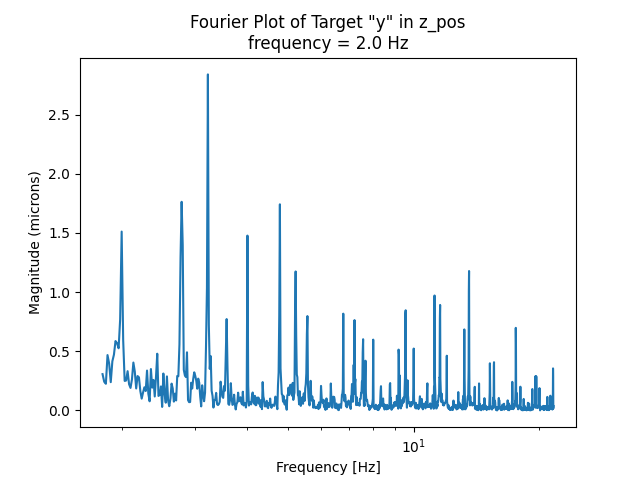 Fourier Plot of Target "y" in z_pos
frequency = 2.0 Hz
2.5
2.0
1.5
1.0
0.5
0.0
Magnitude (microns)
10¹
Frequency [Hz]